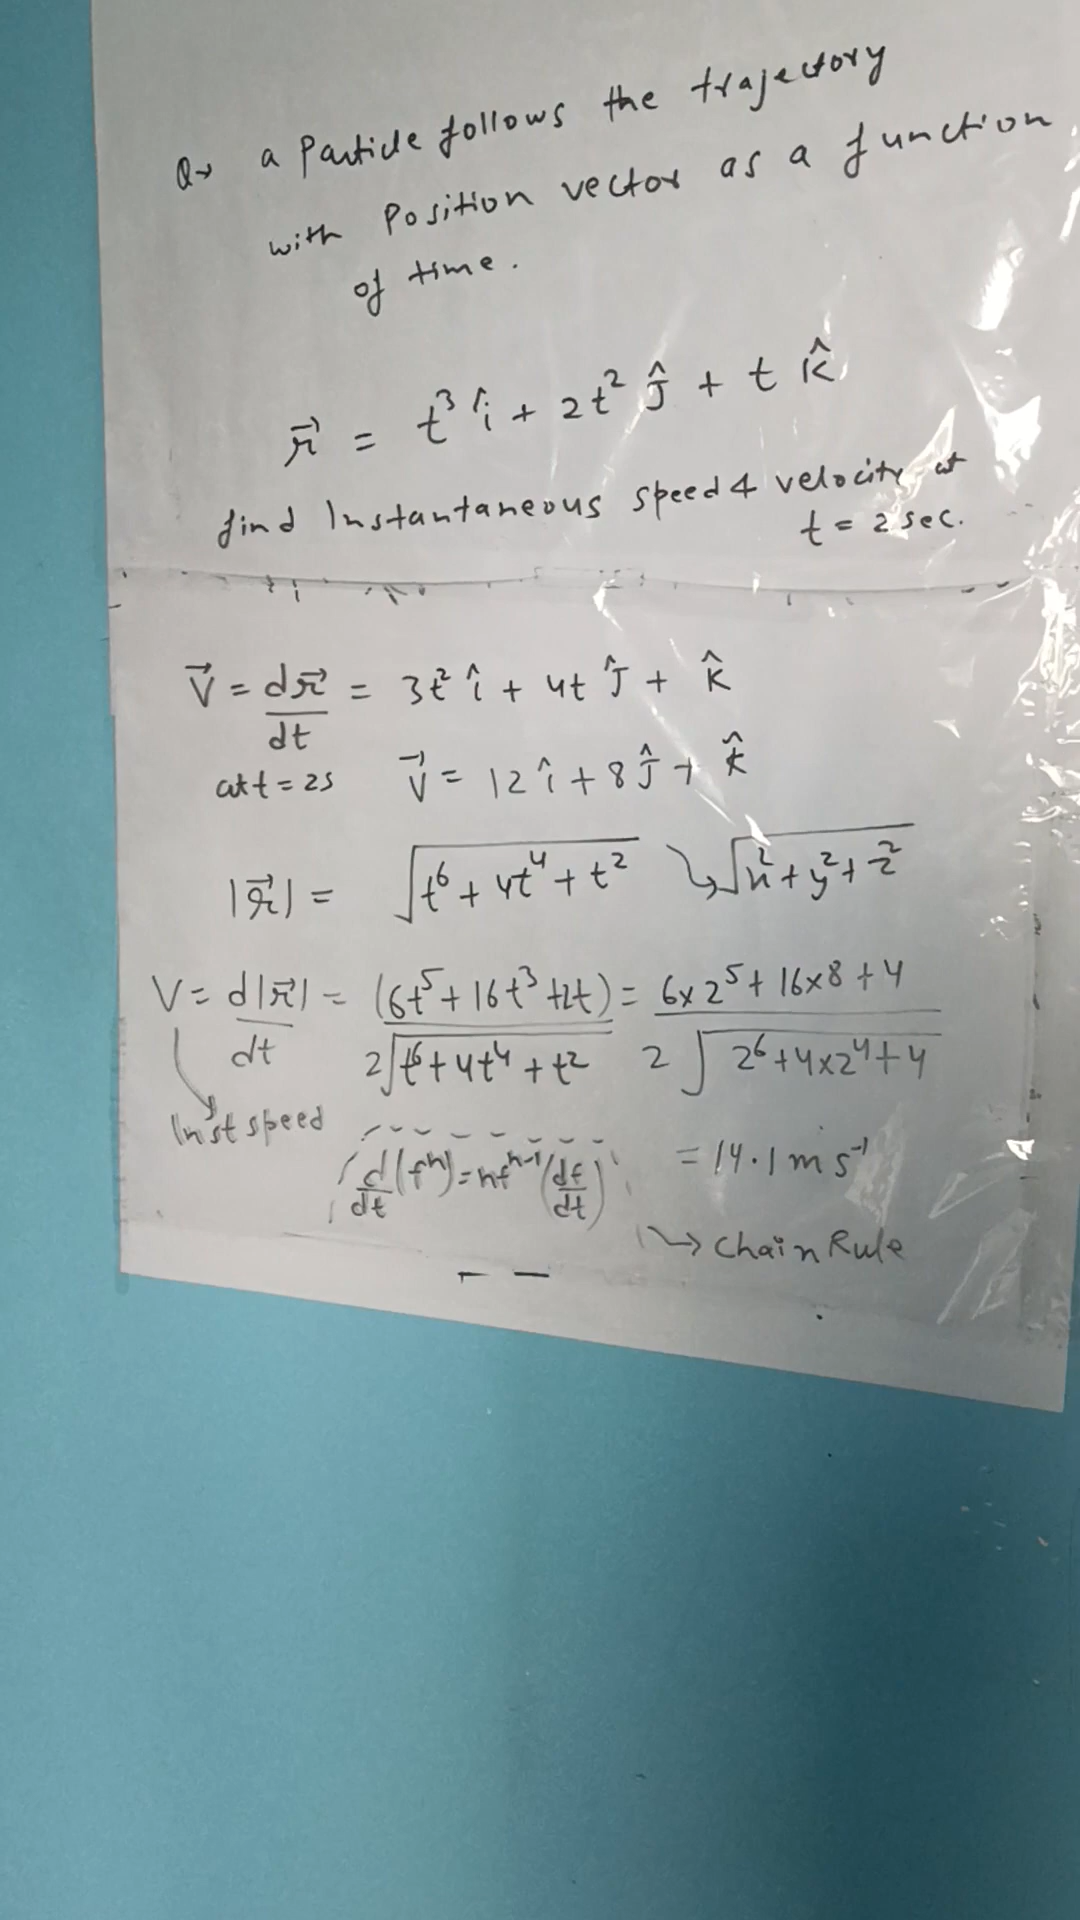 Q→ a Particle follows the trajectory
with Position vector as a function
of time.
r⃗ = t³ î + 2t² ĵ + t k̂
find Instantaneous speed & velocity at
t = 2 sec.
V⃗ = dr⃗/dt = 3t² î + 4t ĵ + k̂
at t = 2s V⃗ = 12 î + 8 ĵ + k̂
|r⃗| = √(t⁶ + 4t⁴ + t²) ↘ √(x² + y² + z²)
V = d|r⃗|/dt = (6t⁵ + 16t³ + 2t)/(2√(t⁶ + 4t⁴ + t²)) = (6×2⁵ + 16×8 + 4)/(2√(2⁶ + 4×2⁴ + 4))
Inst speed
d/dt (fⁿ) = nfⁿ⁻¹ (df/dt) = 14.1 m s⁻¹
↳ Chain Rule